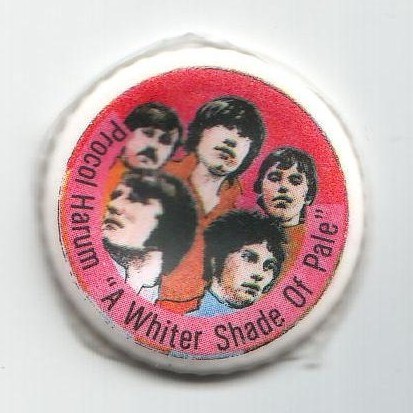 Procol Harum
"A Whiter Shade Of Pale"